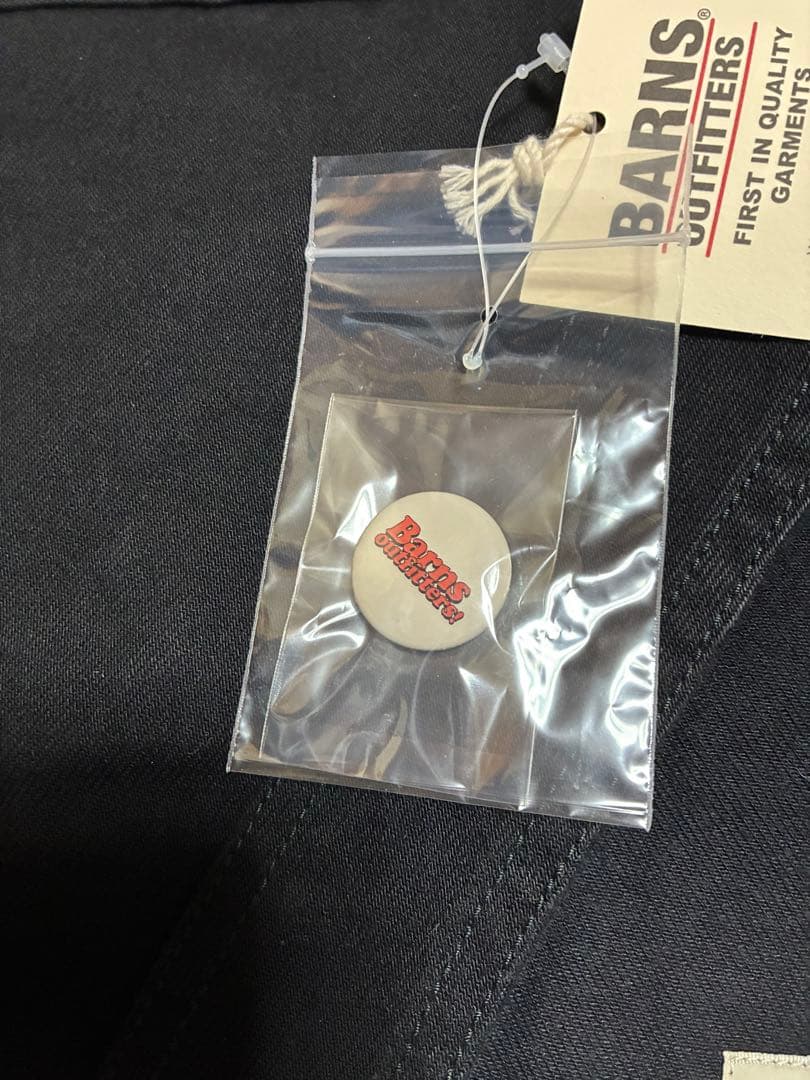 BARNS®
OUTFITTERS
FIRST IN QUALITY
GARMENTS
Barns
outfitters!